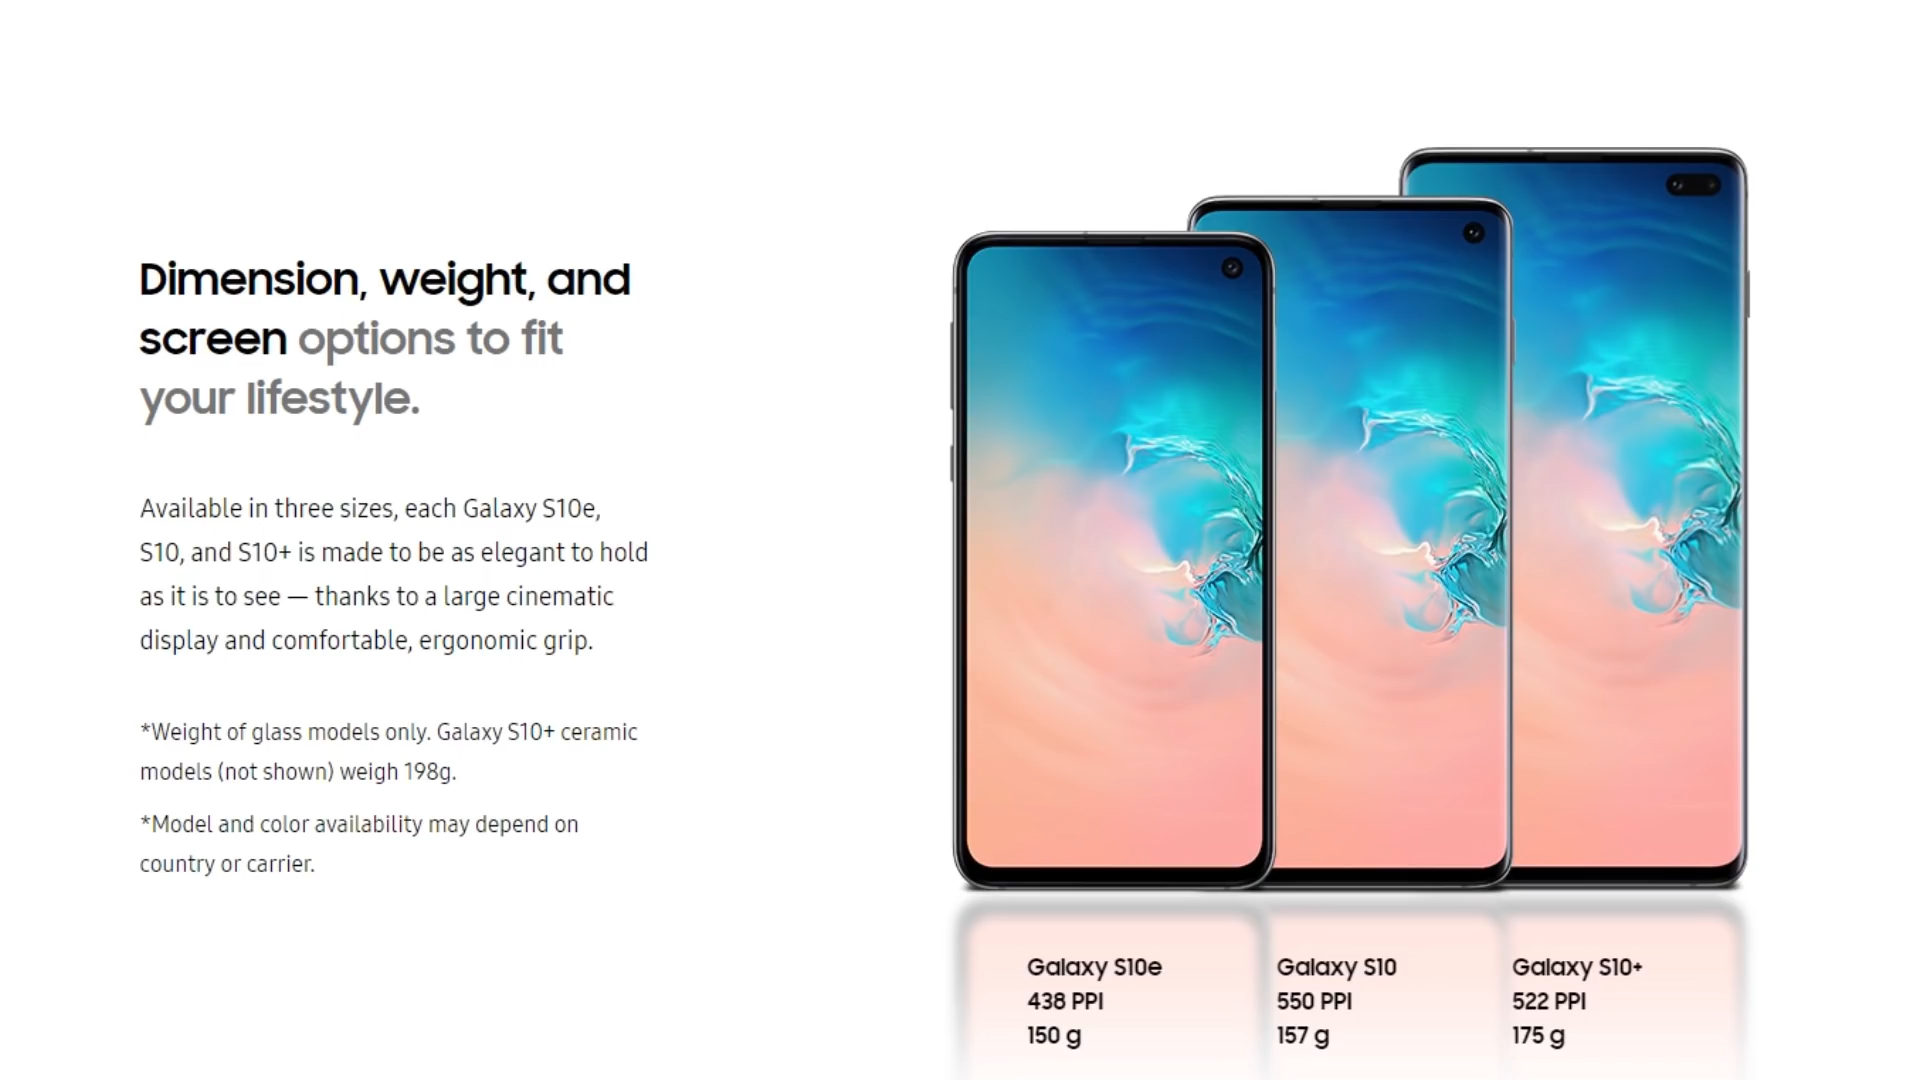 Dimension, weight, and
screen options to fit
your lifestyle.
Available in three sizes, each Galaxy S10e,
S10, and S10+ is made to be as elegant to hold
as it is to see — thanks to a large cinematic
display and comfortable, ergonomic grip.
*Weight of glass models only. Galaxy S10+ ceramic
models (not shown) weigh 198g.
*Model and color availability may depend on
country or carrier.
Galaxy S10e
438 PPI
150 g
Galaxy S10
550 PPI
157 g
Galaxy S10+
522 PPI
175 g